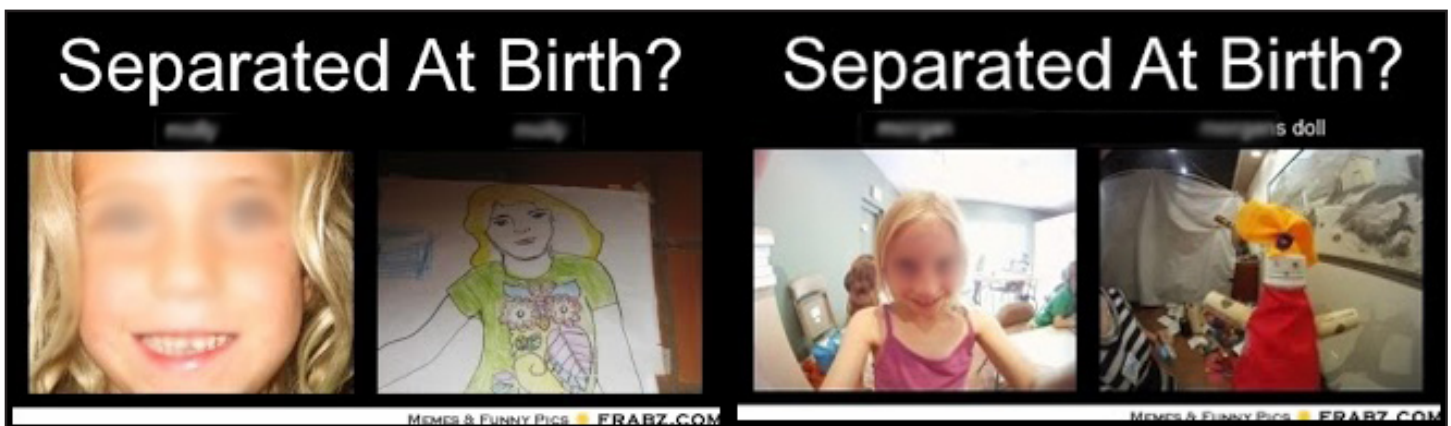 Separated At Birth?
s doll
MEMES & FUNNY PICS FRABZ.COM
Separated At Birth?
MEMES & FUNNY PICS FRABZ.COM